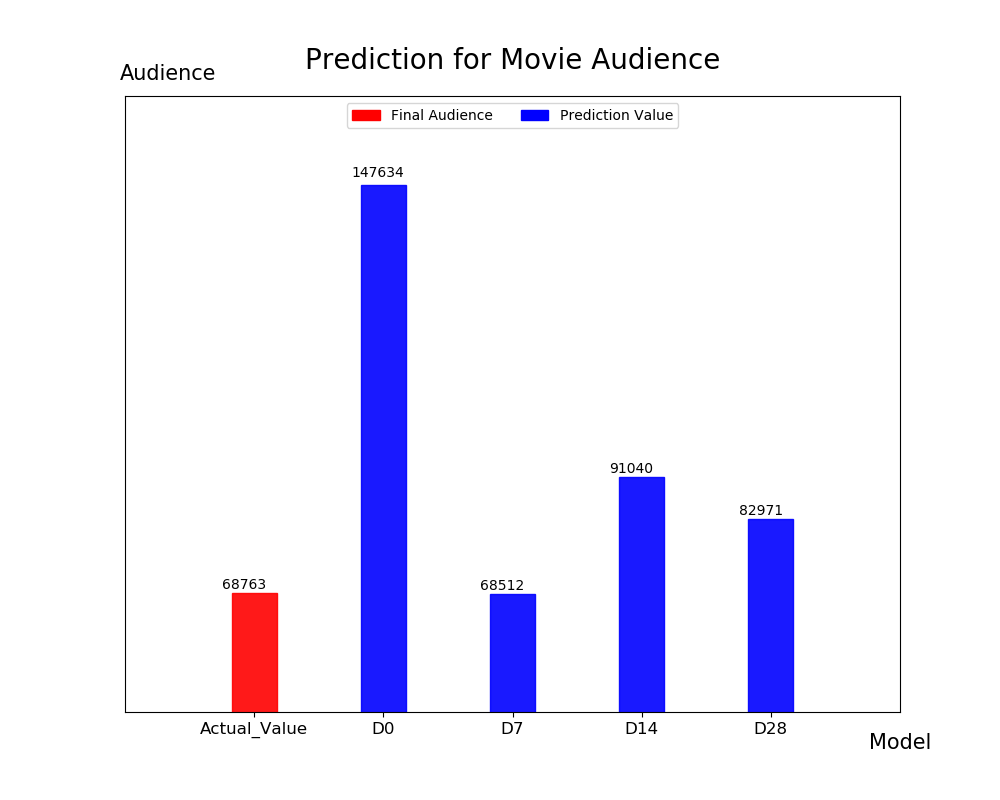 Prediction for Movie Audience
Audience
Final Audience
Prediction Value
147634
91040
82971
68763
68512
Actual_Value
D0
D7
D14
D28
Model